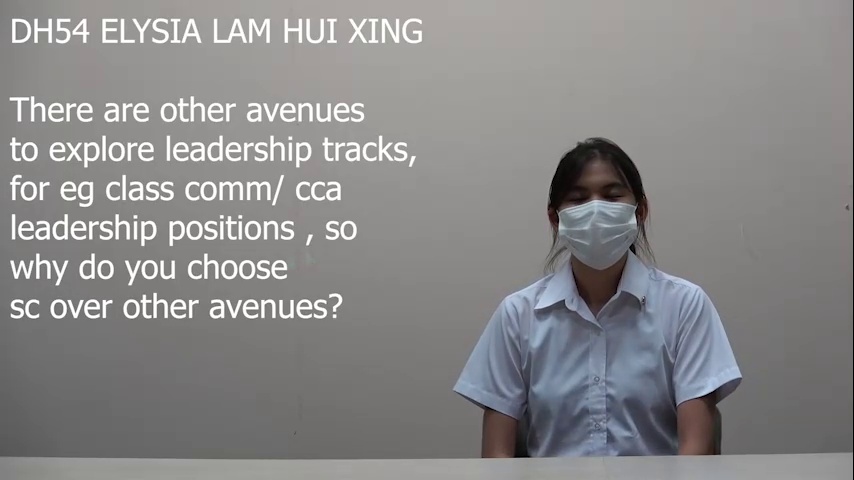 DH54 ELYSIA LAM HUI XING
There are other avenues
to explore leadership tracks,
for eg class comm/ cca
leadership positions , so
why do you choose
sc over other avenues?